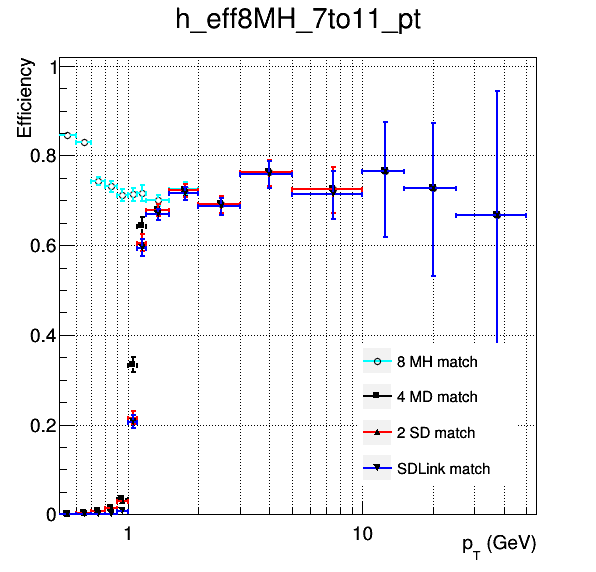 h_eff8MH_7to11_pt
Efficiency
1
0.8
0.6
0.4
0.2
0
8 MH match
4 MD match
2 SD match
SDLink match
1 10
p_T (GeV)